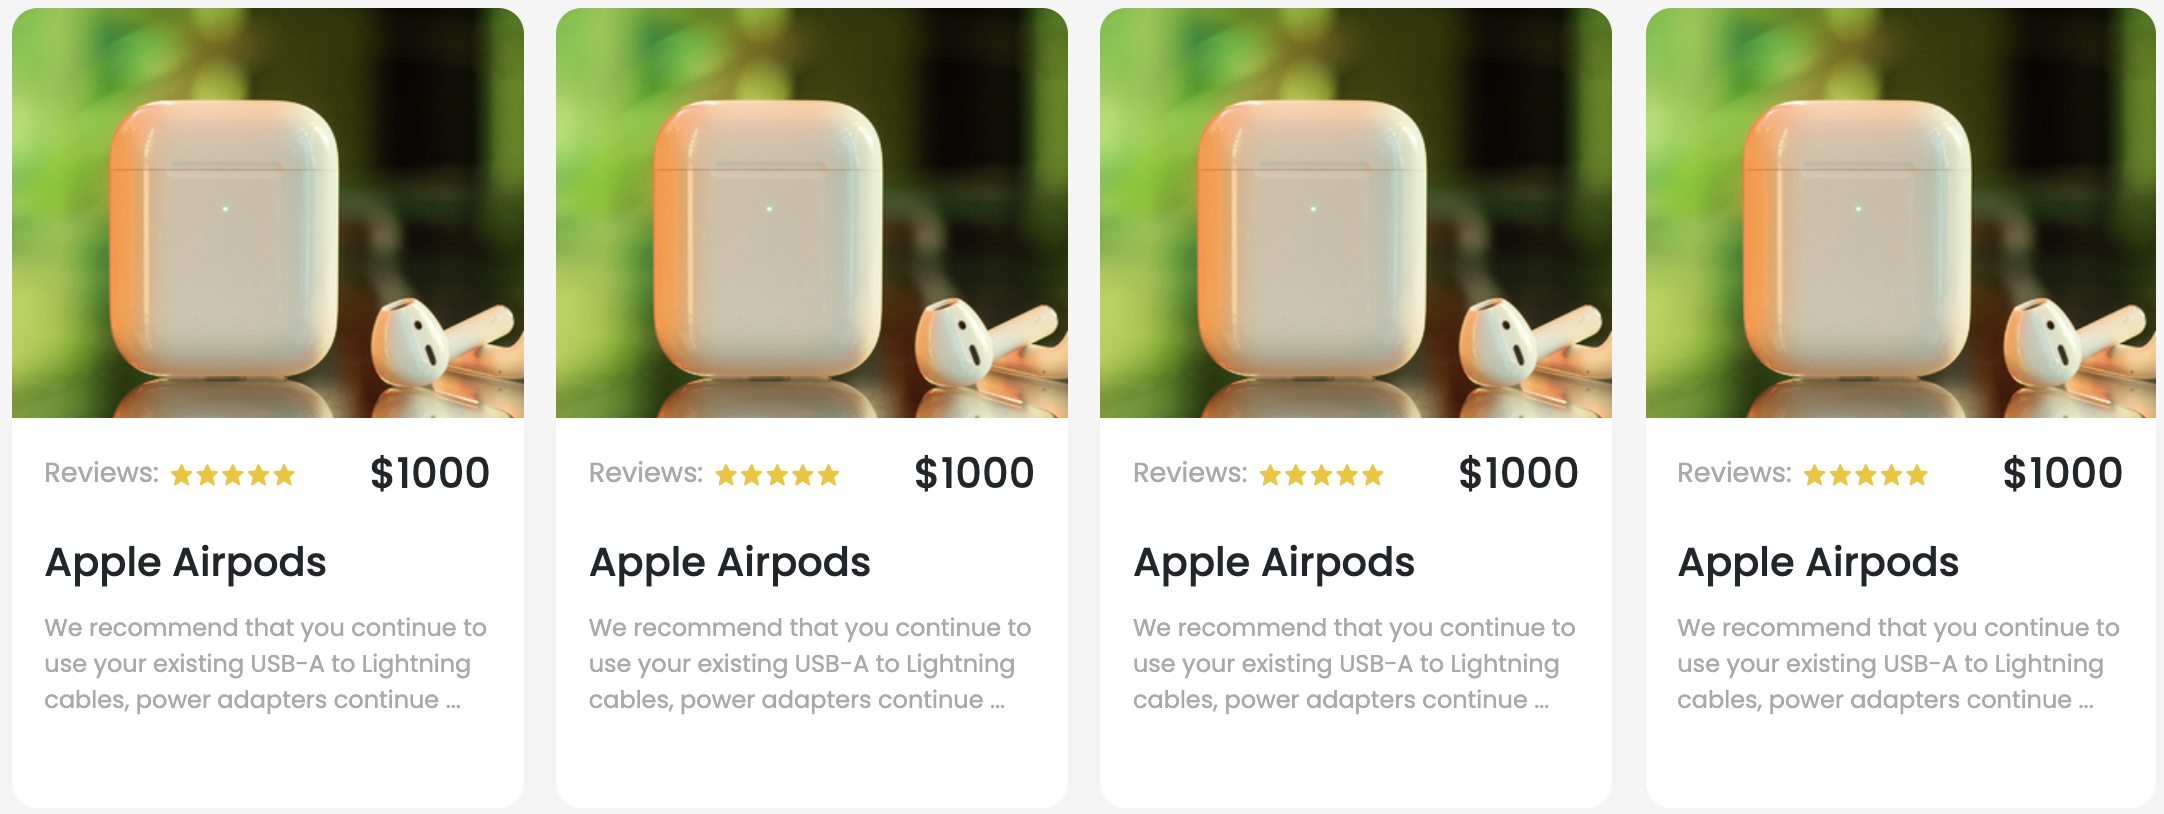 Reviews: $1000
Apple Airpods
We recommend that you continue to
use your existing USB-A to Lightning
cables, power adapters continue ...
Reviews: $1000
Apple Airpods
We recommend that you continue to
use your existing USB-A to Lightning
cables, power adapters continue ...
Reviews: $1000
Apple Airpods
We recommend that you continue to
use your existing USB-A to Lightning
cables, power adapters continue ...
Reviews: $1000
Apple Airpods
We recommend that you continue to
use your existing USB-A to Lightning
cables, power adapters continue ...